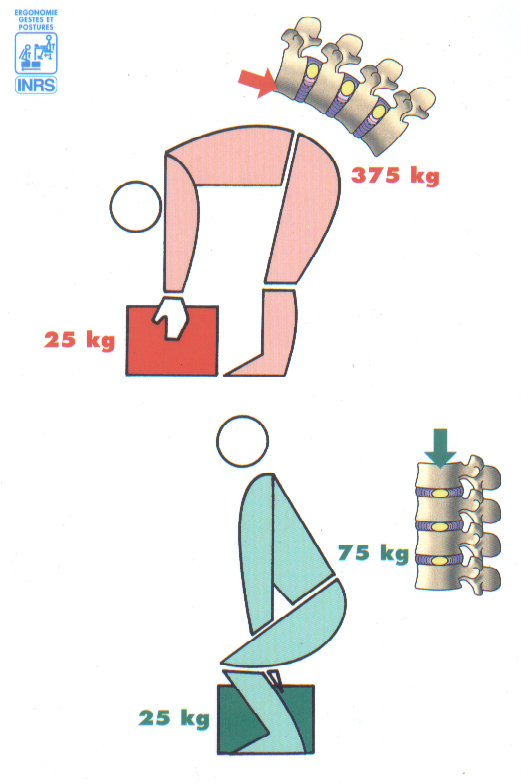 ERGONOMIE
GESTES ET
POSTURES
INRS
375 kg
25 kg
75 kg
25 kg